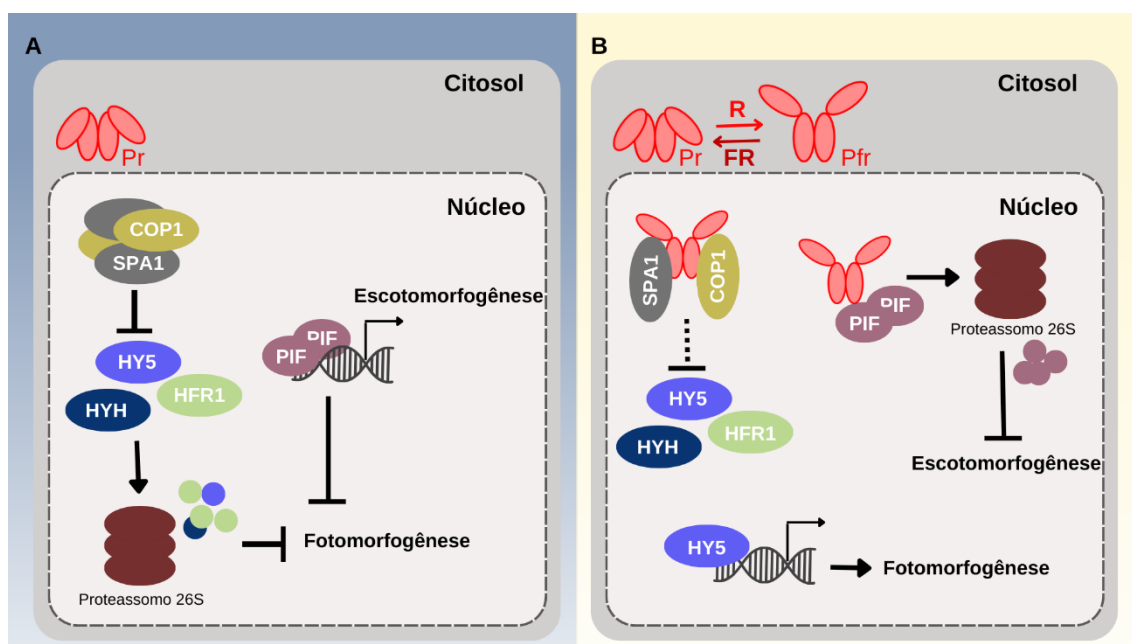 A
Citosol
Pr
Núcleo
COP1
SPA1
Escotomorfogênese
PIF
PIF
HY5
HFR1
HYH
Fotomorfogênese
Proteassomo 26S
B
Citosol
R
Pr
FR
Pfr
Núcleo
SPA1
COP1
PIF
PIF
Proteassomo 26S
HY5
HFR1
HYH
Escotomorfogênese
HY5
Fotomorfogênese